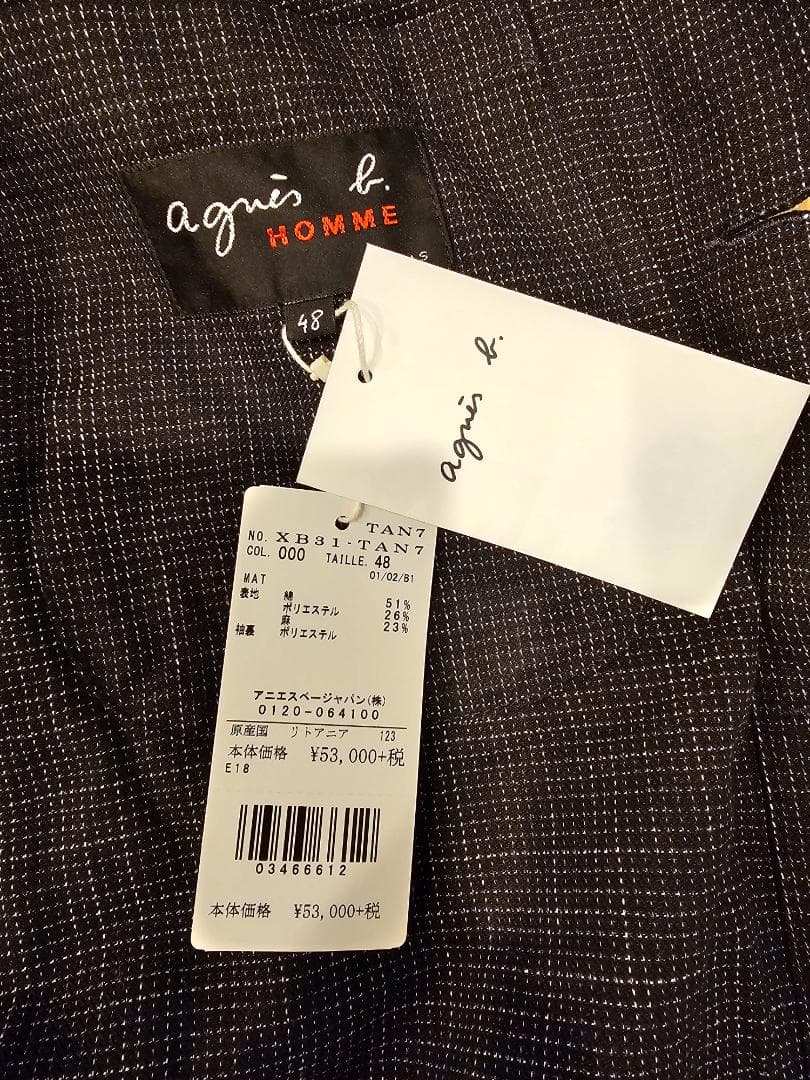 agnès b.
HOMME
48
agnès b.
TAN7
NO. XB31-TAN7
COL. 000 TAILLE. 48
01/02/B1
MAT
表地 綿 51%
ポリエステル 26%
麻 23%
袖裏 ポリエステル
アニエスベージャパン(株)
0120-064100
原産国 リトアニア 123
本体価格 ¥53,000+税
E18
03466612
本体価格 ¥53,000+税